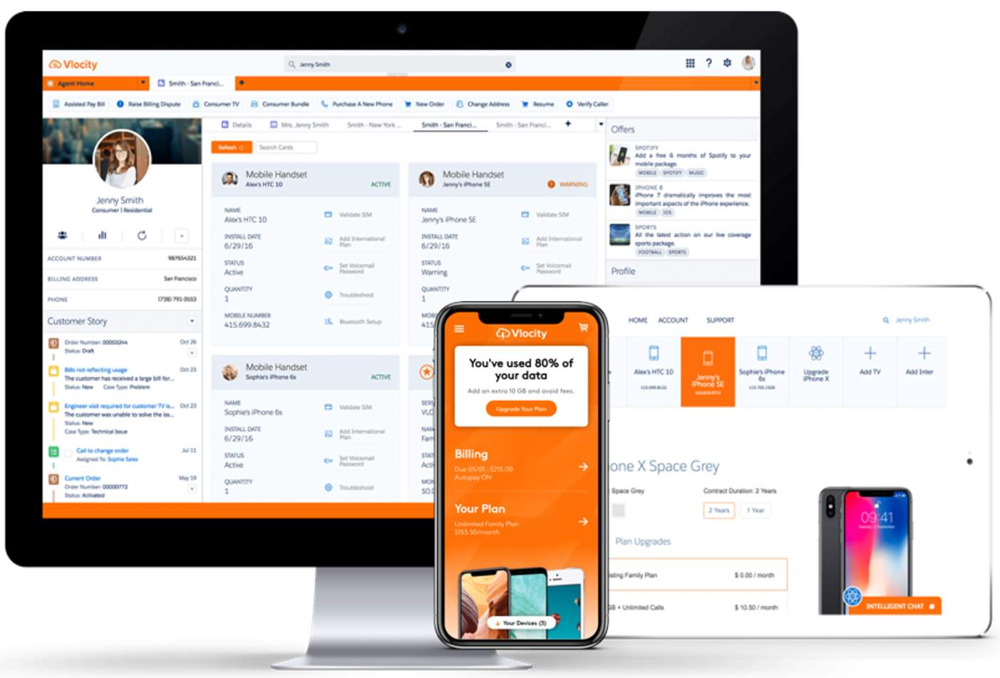 Vlocity
Jenny Smith
Agent Home
Smith - San Franci...
Assisted Pay Bill
Raise Billing Dispute
Consumer TV
Consumer Bundle
Purchase A New Phone
New Order
Change Address
Resume
Verify Caller
Jenny Smith
Consumer | Residential
ACCOUNT NUMBER
987654321
BILLING ADDRESS
San Francisco
PHONE
(738) 791-0553
Customer Story
Order Number: 00003244
Oct 26
Status: Draft
Bills not reflecting usage
Oct 23
The customer has received a large bill for...
Status: New Case Type: Problem
Engineer visit required for customer TV is...
Oct 23
The customer was unable to solve the iss...
Status: New
Case Type: Technical Issue
Call to change order
Jul 11
Assigned To: Sophie Sales
Current Order
May 19
Order Number: 00000772
Status: Activated
Details
Mrs. Jenny Smith
Smith - New York ...
Smith - San Franci...
Smith - San Franci...
Refresh
Search Cards
Mobile Handset
Alex's HTC 10
ACTIVE
NAME
Alex's HTC 10
INSTALL DATE
6/29/16
STATUS
Active
QUANTITY
1
MOBILE NUMBER
415.699.8432
Validate SIM
Add International
Plan
Set Voicemail
Password
Troubleshoot
Bluetooth Setup
Mobile Handset
Jenny's iPhone SE
WARNING
NAME
Jenny's iPhone SE
INSTALL DATE
6/29/16
STATUS
Warning
QUANTITY
1
MOBI
415
Validate SIM
Add International
Plan
Set Voicemail
Password
Mobile Handset
Sophie's iPhone 6s
ACTIVE
NAME
Sophie's iPhone 6s
INSTALL DATE
6/29/16
STATUS
Active
QUANTITY
1
Validate SIM
Add International
Plan
Set Voicemail
Password
Troubleshoot
SERI
VLO
NAM
Fam
STAT
Acti
MON
$0.0
Offers
SPOTIFY
Add a free 6 months of Spotify to your
mobile package.
MOBILE SPOTIFY MUSIC
IPHONE 8
iPhone 7 dramatically improves the most
important aspects of the iPhone experience.
MOBILE IOS
SPORTS
All the latest action on our live coverage
sports package.
FOOTBALL SPORTS
Profile
Vlocity
You've used 80% of
your data
Add an extra 10 GB and avoid fees.
Upgrade Your Plan
Billing
Due 05/01 | $215.00
Autopay ON
Your Plan
Unlimited Family Plan
$153.50/month
Your Devices (3)
HOME
ACCOUNT
SUPPORT
Jenny Smith
Alex's HTC 10
415.699.8432
Jenny's
iPhone SE
Sophie's iPhone
6s
Upgrade
iPhone X
Add TV
Add Inter
one X Space Grey
Space Grey
Contract Duration: 2 Years
2 Years
1 Year
Plan Upgrades
isting Family Plan
$ 0.00 / month
GB + Unlimited Calls
$ 10.50 / month
09:41
INTELLIGENT CHAT